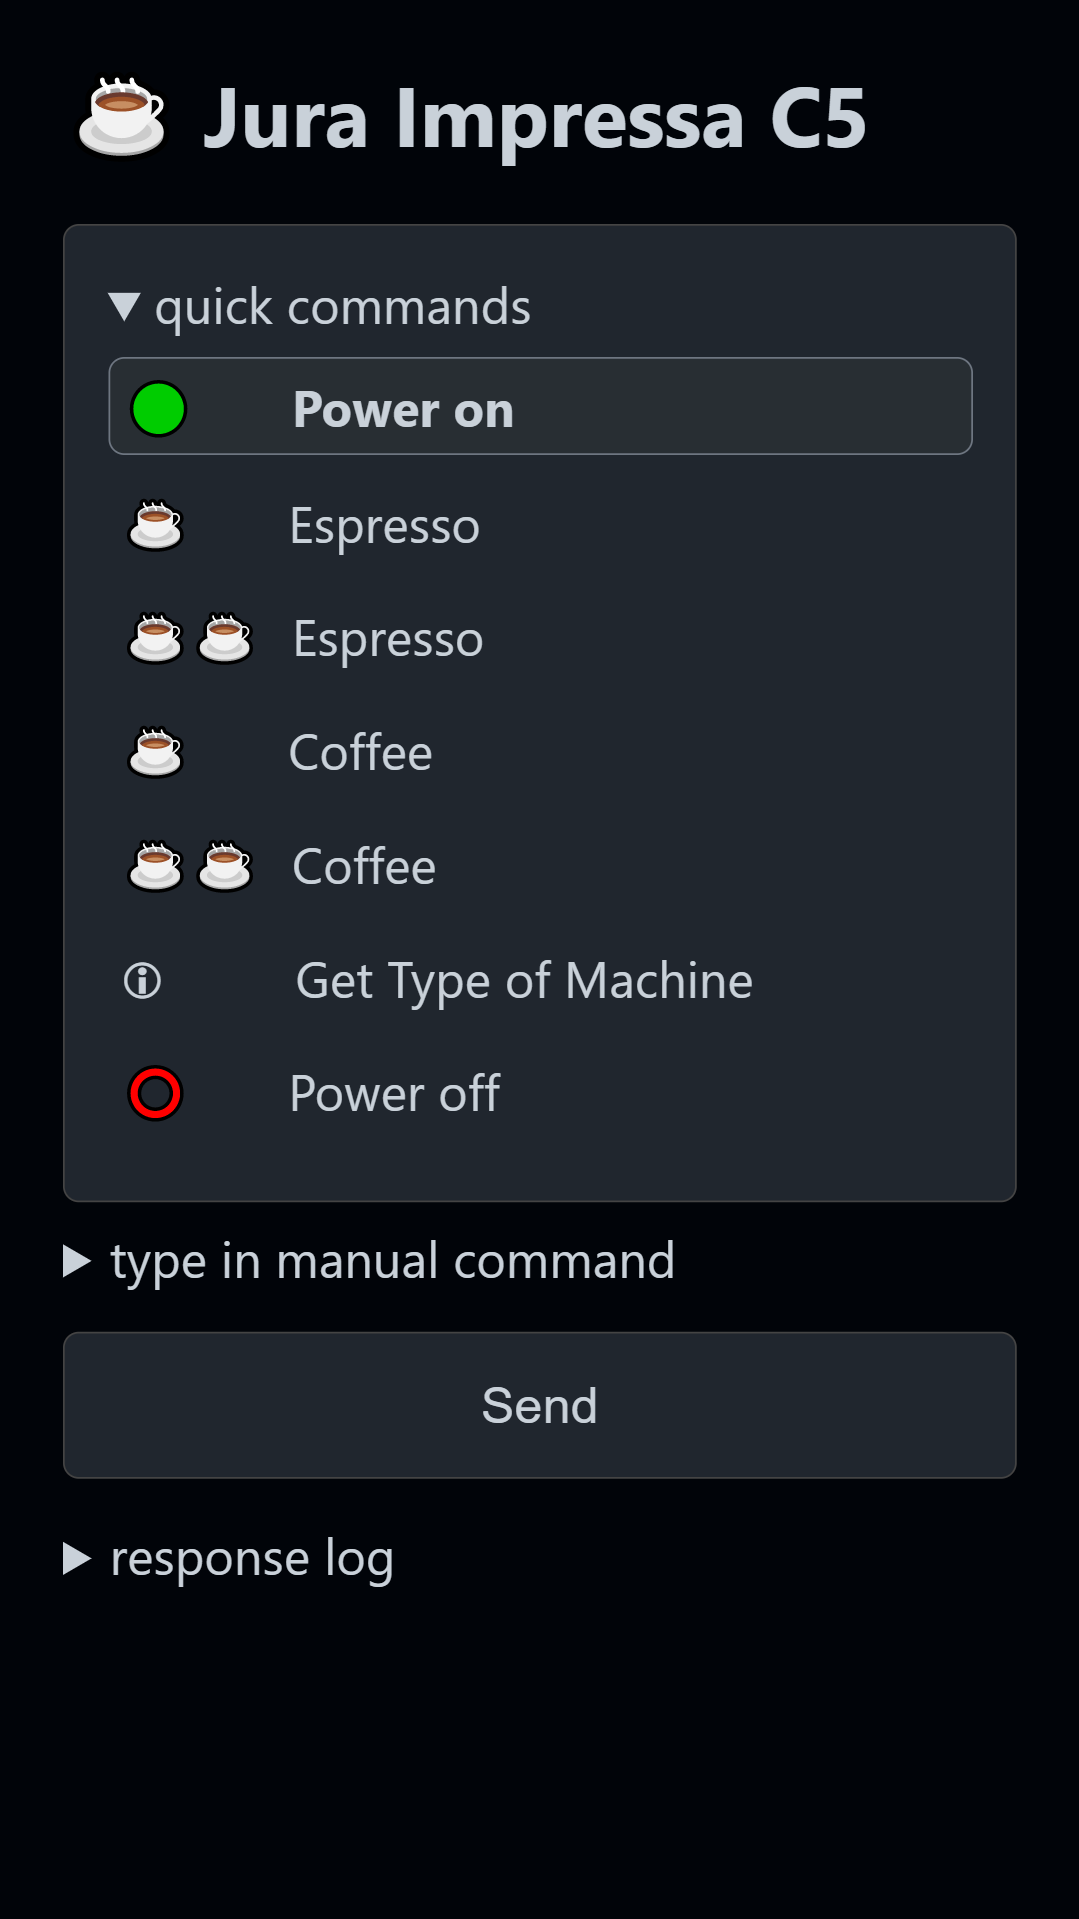 Jura Impressa C5
quick commands
Power on
Espresso
Espresso
Coffee
Coffee
Get Type of Machine
Power off
type in manual command
Send
response log